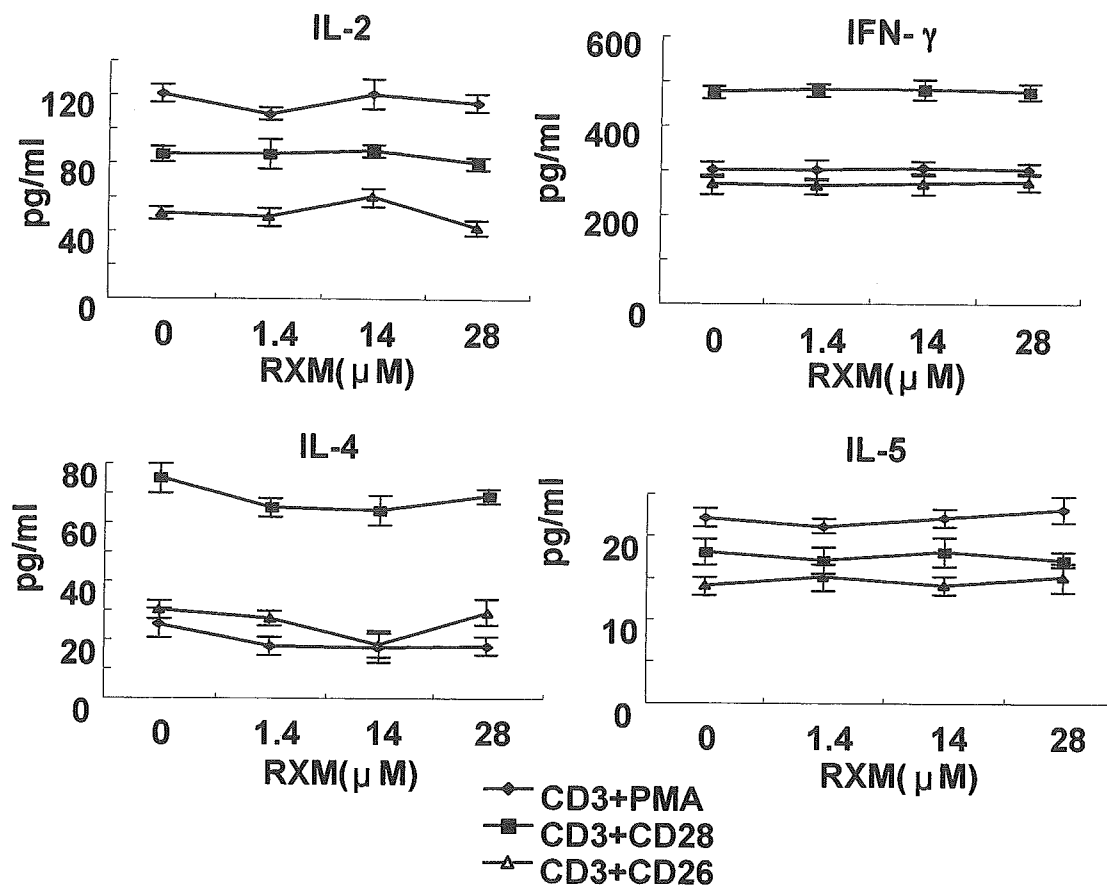 IL-2
120
80
40
0
pg/ml
0 1.4 14 28
RXM(μM)
IFN-γ
600
400
200
0
pg/ml
0 1.4 14 28
RXM(μM)
IL-4
80
60
40
20
0
pg/ml
0 1.4 14 28
RXM(μM)
IL-5
20
10
0
pg/ml
0 1.4 14 28
RXM(μM)
CD3+PMA
CD3+CD28
CD3+CD26